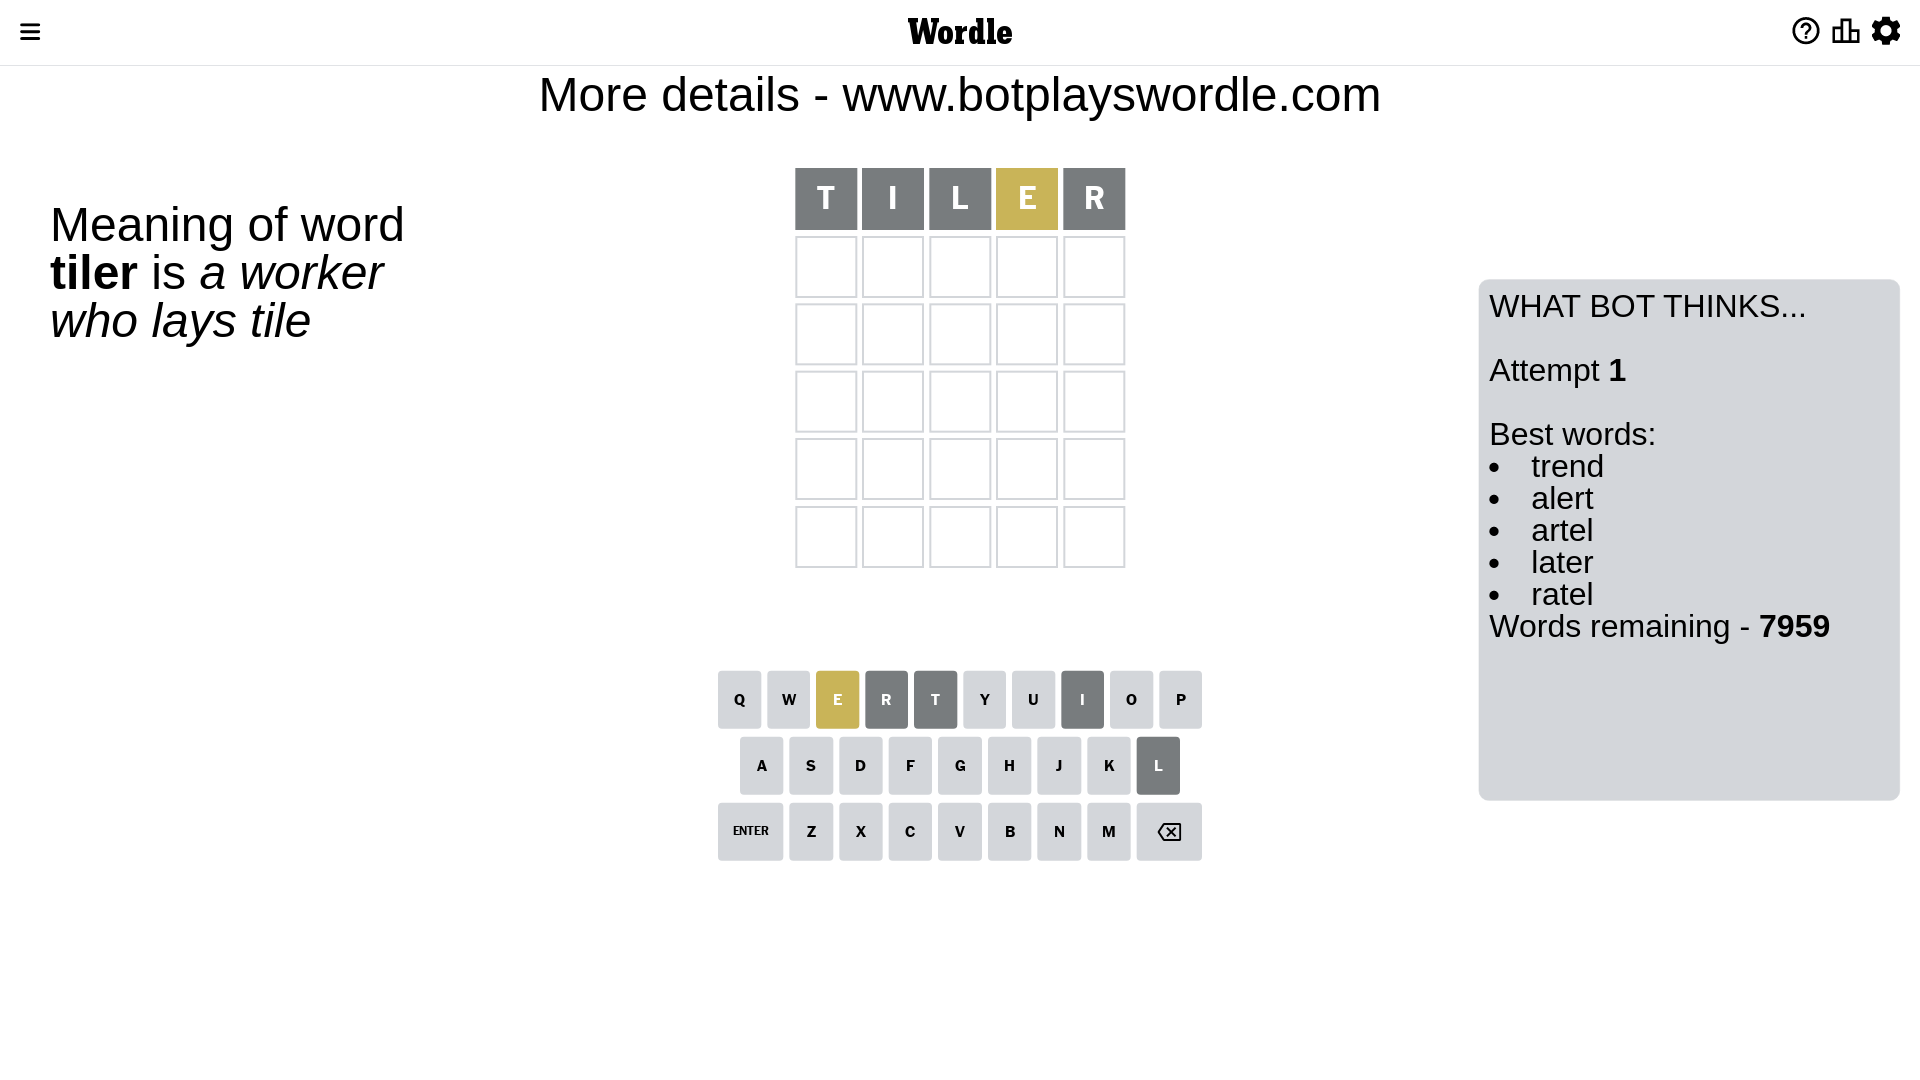 Wordle
More details - www.botplayswordle.com
Meaning of word
tiler is a worker
who lays tile
T I L E R
WHAT BOT THINKS...
Attempt 1
Best words:
• trend
• alert
• artel
• later
• ratel
Words remaining - 7959
Q W E R T Y U I O P
A S D F G H J K L
ENTER Z X C V B N M